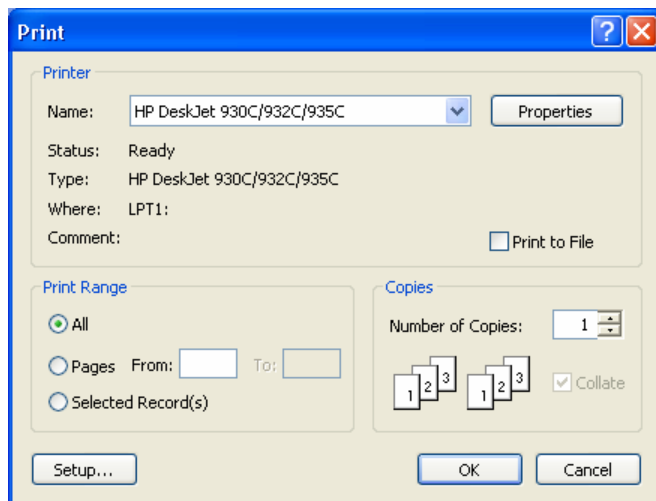 Print
Printer
Name: HP DeskJet 930C/932C/935C Properties
Status: Ready
Type: HP DeskJet 930C/932C/935C
Where: LPT1:
Comment: Print to File
Print Range
All
Pages From: To:
Selected Record(s)
Copies
Number of Copies: 1
1 2 3 1 2 3 Collate
Setup... OK Cancel